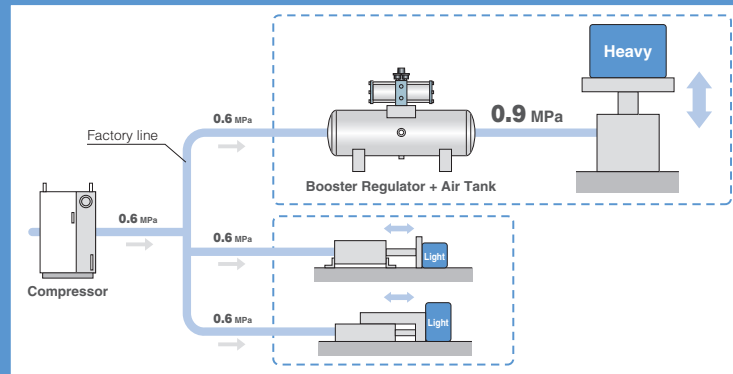 Heavy
0.6 MPa
0.9 MPa
Factory line
Booster Regulator + Air Tank
0.6 MPa
0.6 MPa
Light
Compressor
0.6 MPa
Light